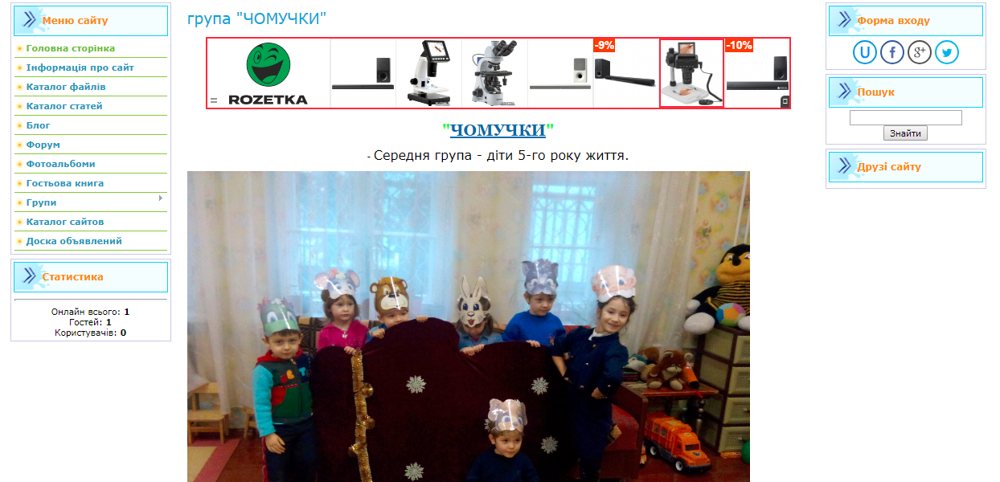 Меню сайту
Головна сторінка
Інформація про сайт
Каталог файлів
Каталог статей
Блог
Форум
Фотоальбоми
Гостьова книга
Групи
Каталог сайтов
Доска объявлений
Статистика
Онлайн всього: 1
Гостей: 1
Користувачів: 0
група "ЧОМУЧКИ"
ROZETKA
-9%
-10%
"ЧОМУЧКИ"
- Середня група - діти 5-го року життя.
Форма входу
U f g+
Пошук
Знайти
Друзі сайту